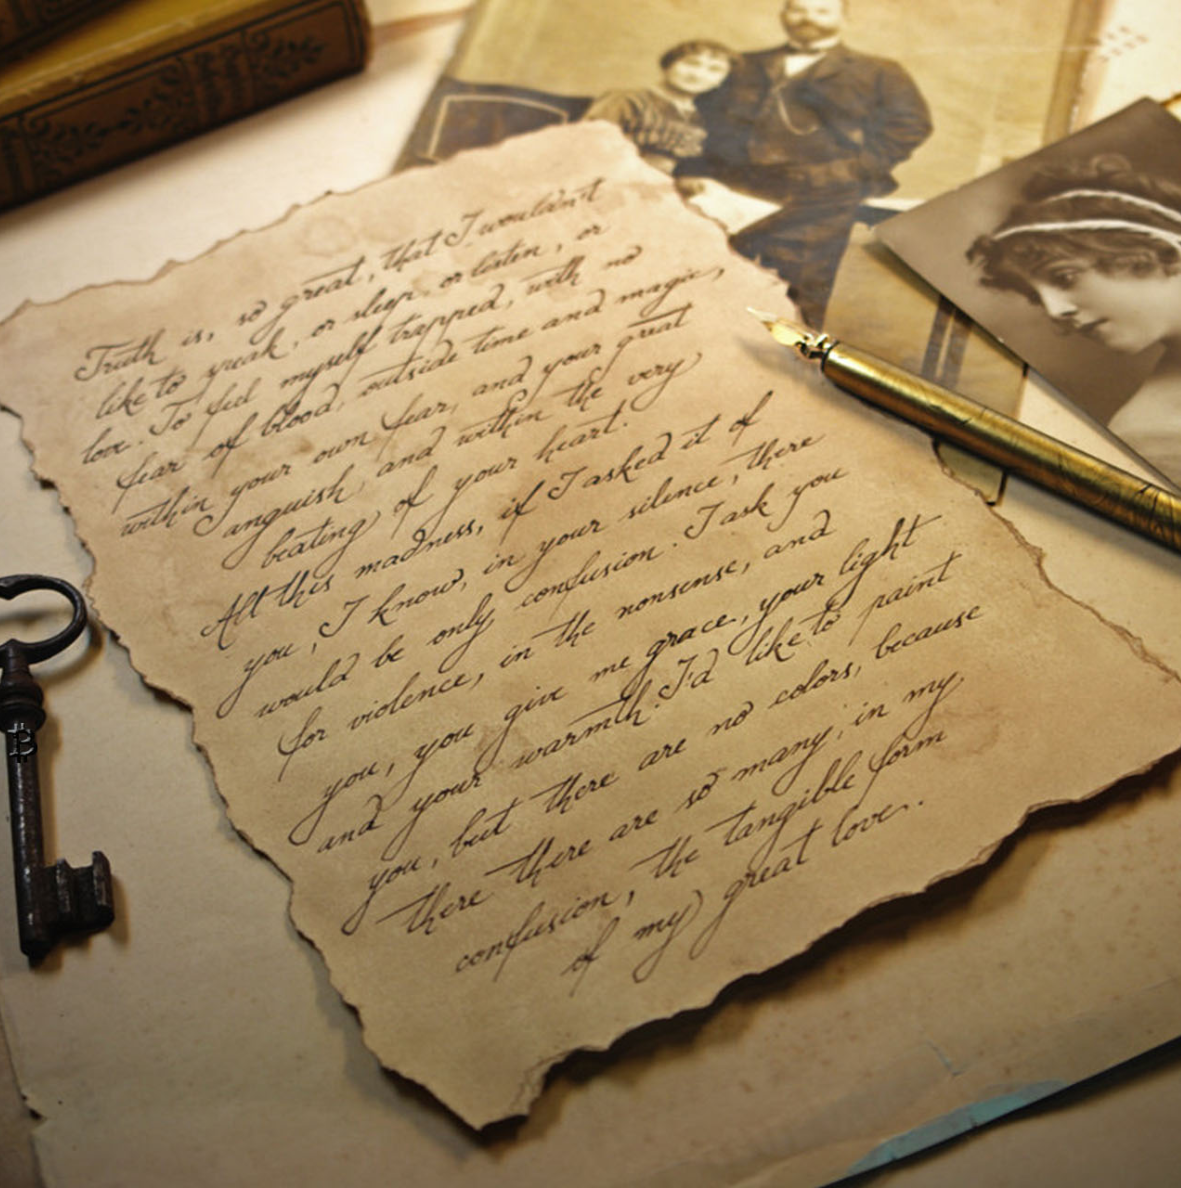 Truth is, so great, that I wouldn't
like to speak, or sleep, or listen, or
love. To feel myself trapped, with no
fear of blood, outside time and magic,
within your own fear, and your great
anguish, and within the very
beating of your heart.
All this madness, if I asked it of
you, I know, in your silence, there
would be only confusion. I ask you
for violence, in the nonsense, and
you, you give me grace, your light
and your warmth. I'd like to paint
you, but there are no colors, because
there there are so many, in my
confusion, the tangible form
of my great love.